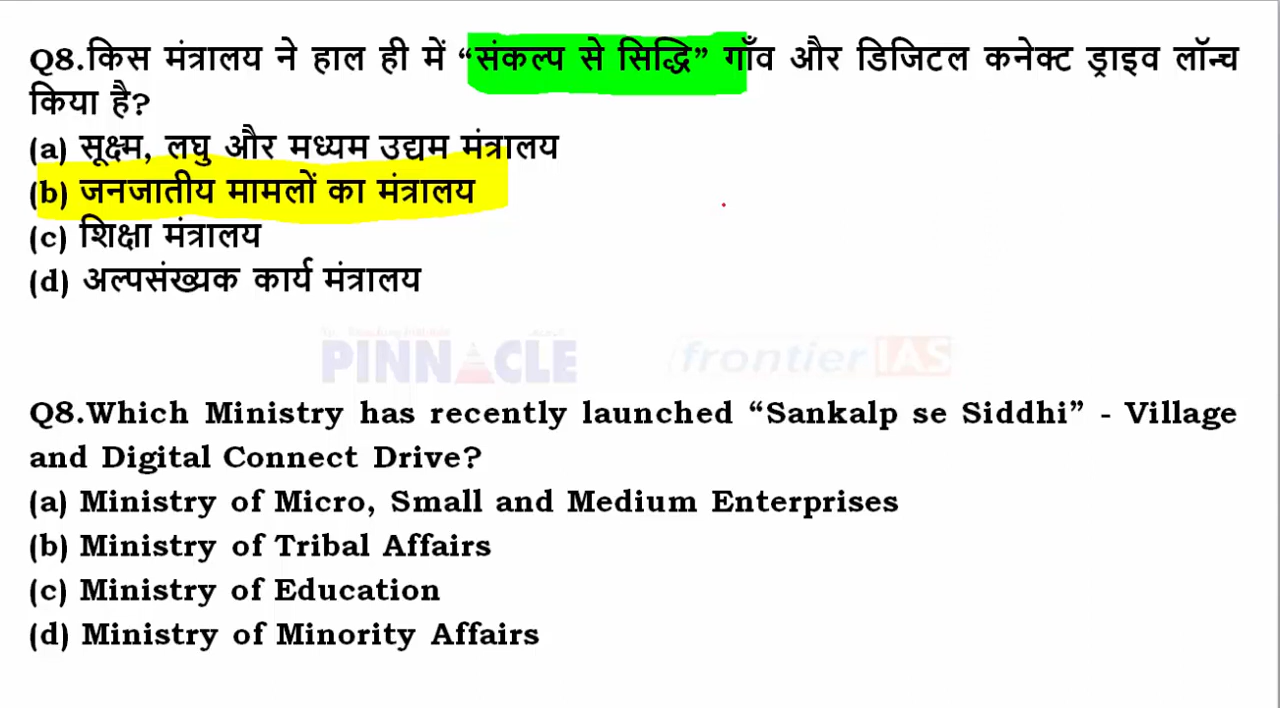 Q8.किस मंत्रालय ने हाल ही में “संकल्प से सिद्धि” गाँव और डिजिटल कनेक्ट ड्राइव लॉन्च
किया है?
(a) सूक्ष्म, लघु और मध्यम उद्यम मंत्रालय
(b) जनजातीय मामलों का मंत्रालय
(c) शिक्षा मंत्रालय
(d) अल्पसंख्यक कार्य मंत्रालय
PINNACLE frontier IAS
Q8.Which Ministry has recently launched “Sankalp se Siddhi” - Village
and Digital Connect Drive?
(a) Ministry of Micro, Small and Medium Enterprises
(b) Ministry of Tribal Affairs
(c) Ministry of Education
(d) Ministry of Minority Affairs